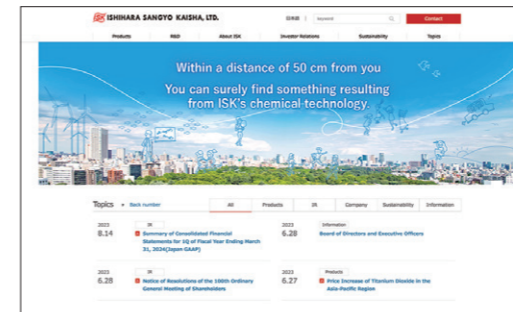 ISHIHARA SANGYO KAISHA, LTD.
日本語
keyword
Contact
Products
R&D
About ISK
Investor Relations
Sustainability
Topics
Within a distance of 50 cm from you
You can surely find something resulting
from ISK's chemical technology.
Topics
Back number
All
Products
IR
Company
Sustainability
Information
2023
8.14
IR
Summary of Consolidated Financial
Statements for 1Q of Fiscal Year Ending March
31, 2024(Japan GAAP)
2023
6.28
Information
Board of Directors and Executive Officers
2023
6.28
IR
Notice of Resolutions of the 100th Ordinary
General Meeting of Shareholders
2023
6.27
Products
Price Increase of Titanium Dioxide in the
Asia-Pacific Region